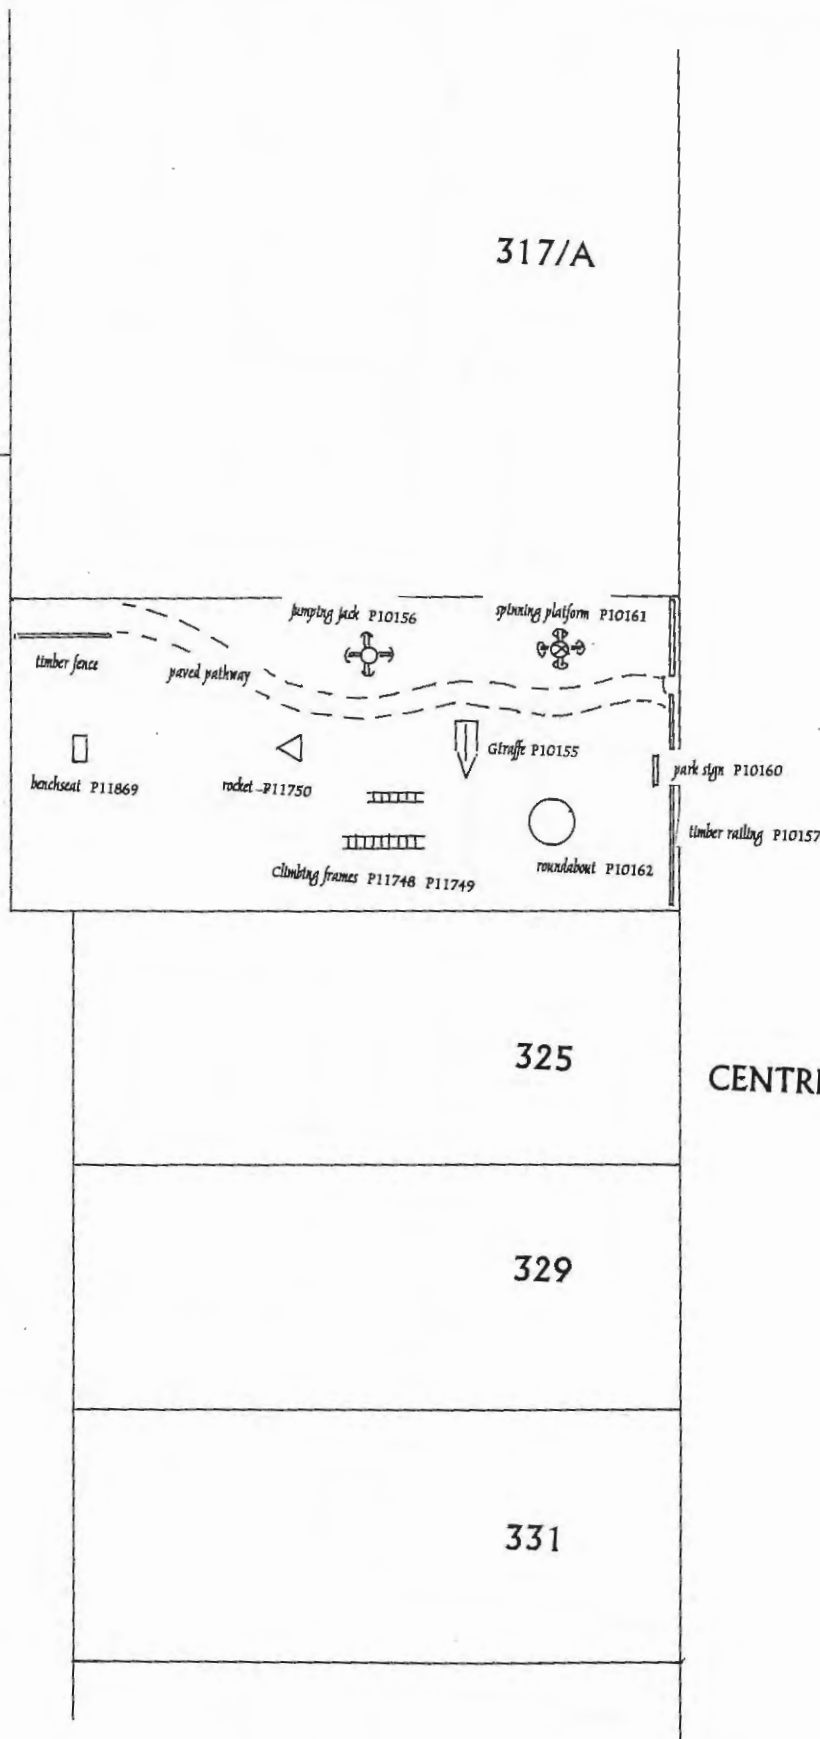 317/A
jumping jack P10156
spinning platform P10161
timber fence
paved pathway
Giraffe P10155
park sign P10160
benchseat P11869
rocket - P11750
timber railing P10157
Climbing frames P11748 P11749
roundabout P10162
325
CENTRE
329
331